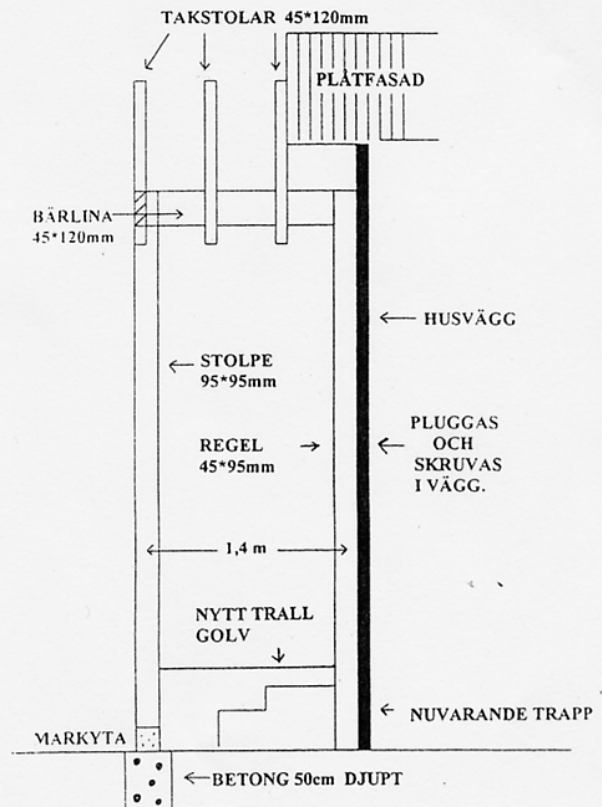 TAKSTOLAR 45*120mm
PLÅTFASAD
BÄRLINA
45*120mm
HUSVÄGG
STOLPE
95*95mm
REGEL
45*95mm
PLUGGAS
OCH
SKRUVAS
I VÄGG.
1,4 m
NYTT TRALL
GOLV
NUVARANDE TRAPP
MARKYTA
BETONG 50cm DJUPT